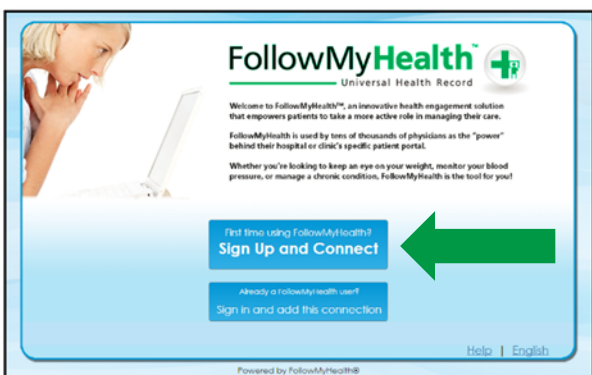 FollowMyHealth™
Universal Health Record
Welcome to FollowMyHealth™, an innovative health engagement solution
that empowers patients to take a more active role in managing their care.
FollowMyHealth is used by tens of thousands of physicians as the "power"
behind their hospital or clinic's specific patient portal.
Whether you're looking to keep an eye on your weight, monitor your blood
pressure, or manage a chronic condition, FollowMyHealth is the tool for you!
First time using FollowMyHealth?
Sign Up and Connect
Already a FollowMyHealth user?
Sign in and add this connection
Help | English
Powered by FollowMyHealth®